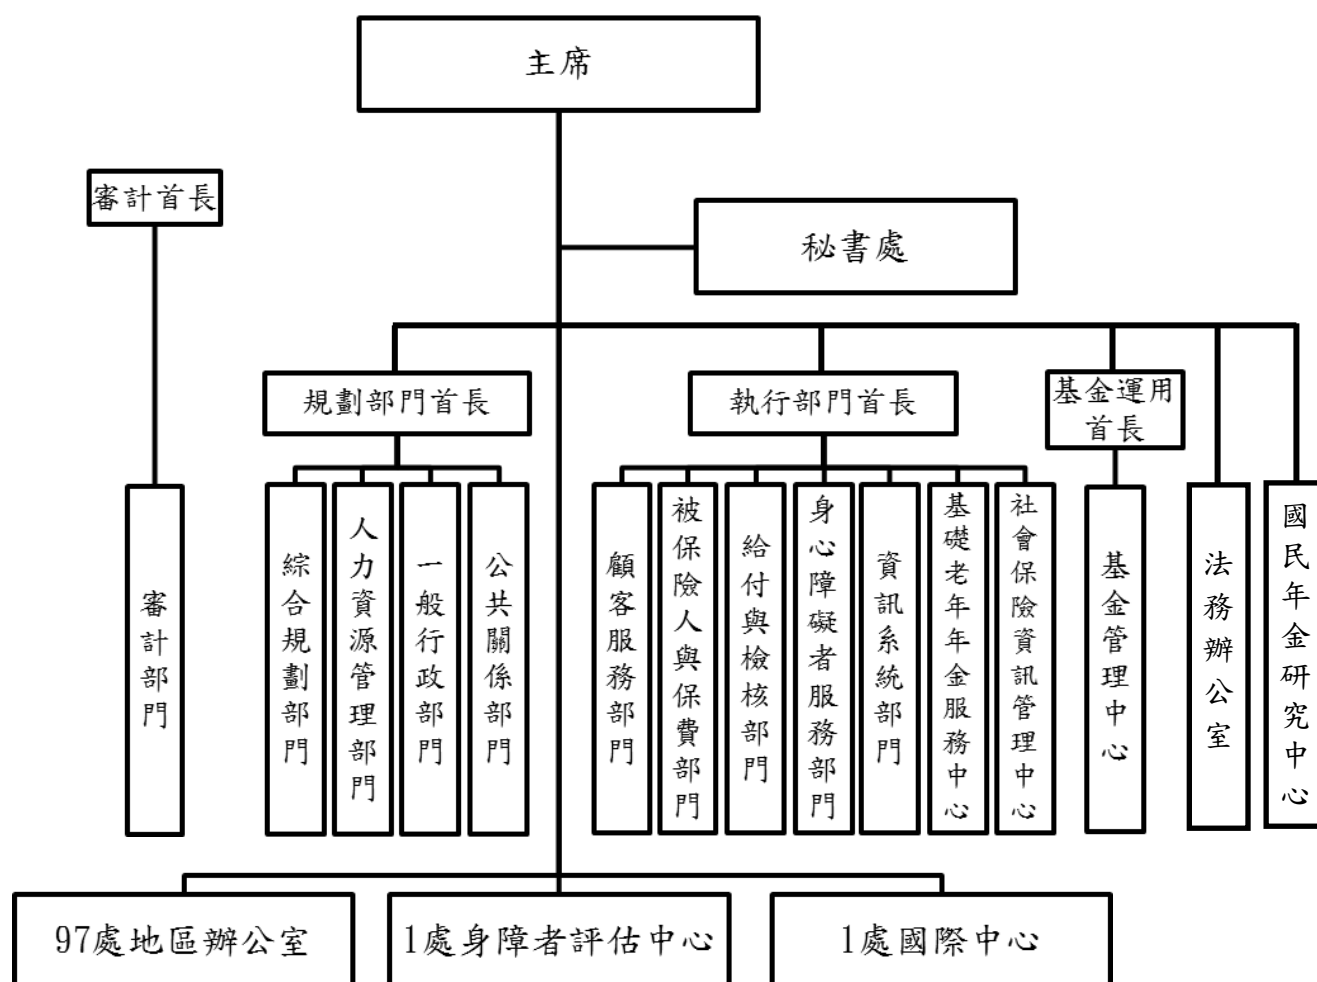 主席
審計首長
秘書處
規劃部門首長
執行部門首長
基金運用
首長
審計部門
綜合規劃部門
人力資源管理部門
一般行政部門
公共關係部門
顧客服務部門
被保險人與保費部門
給付與檢核部門
身心障礙者服務部門
資訊系統部門
基礎老年年金服務中心
社會保險資訊管理中心
基金管理中心
法務辦公室
國民年金研究中心
97處地區辦公室
1處身障者評估中心
1處國際中心